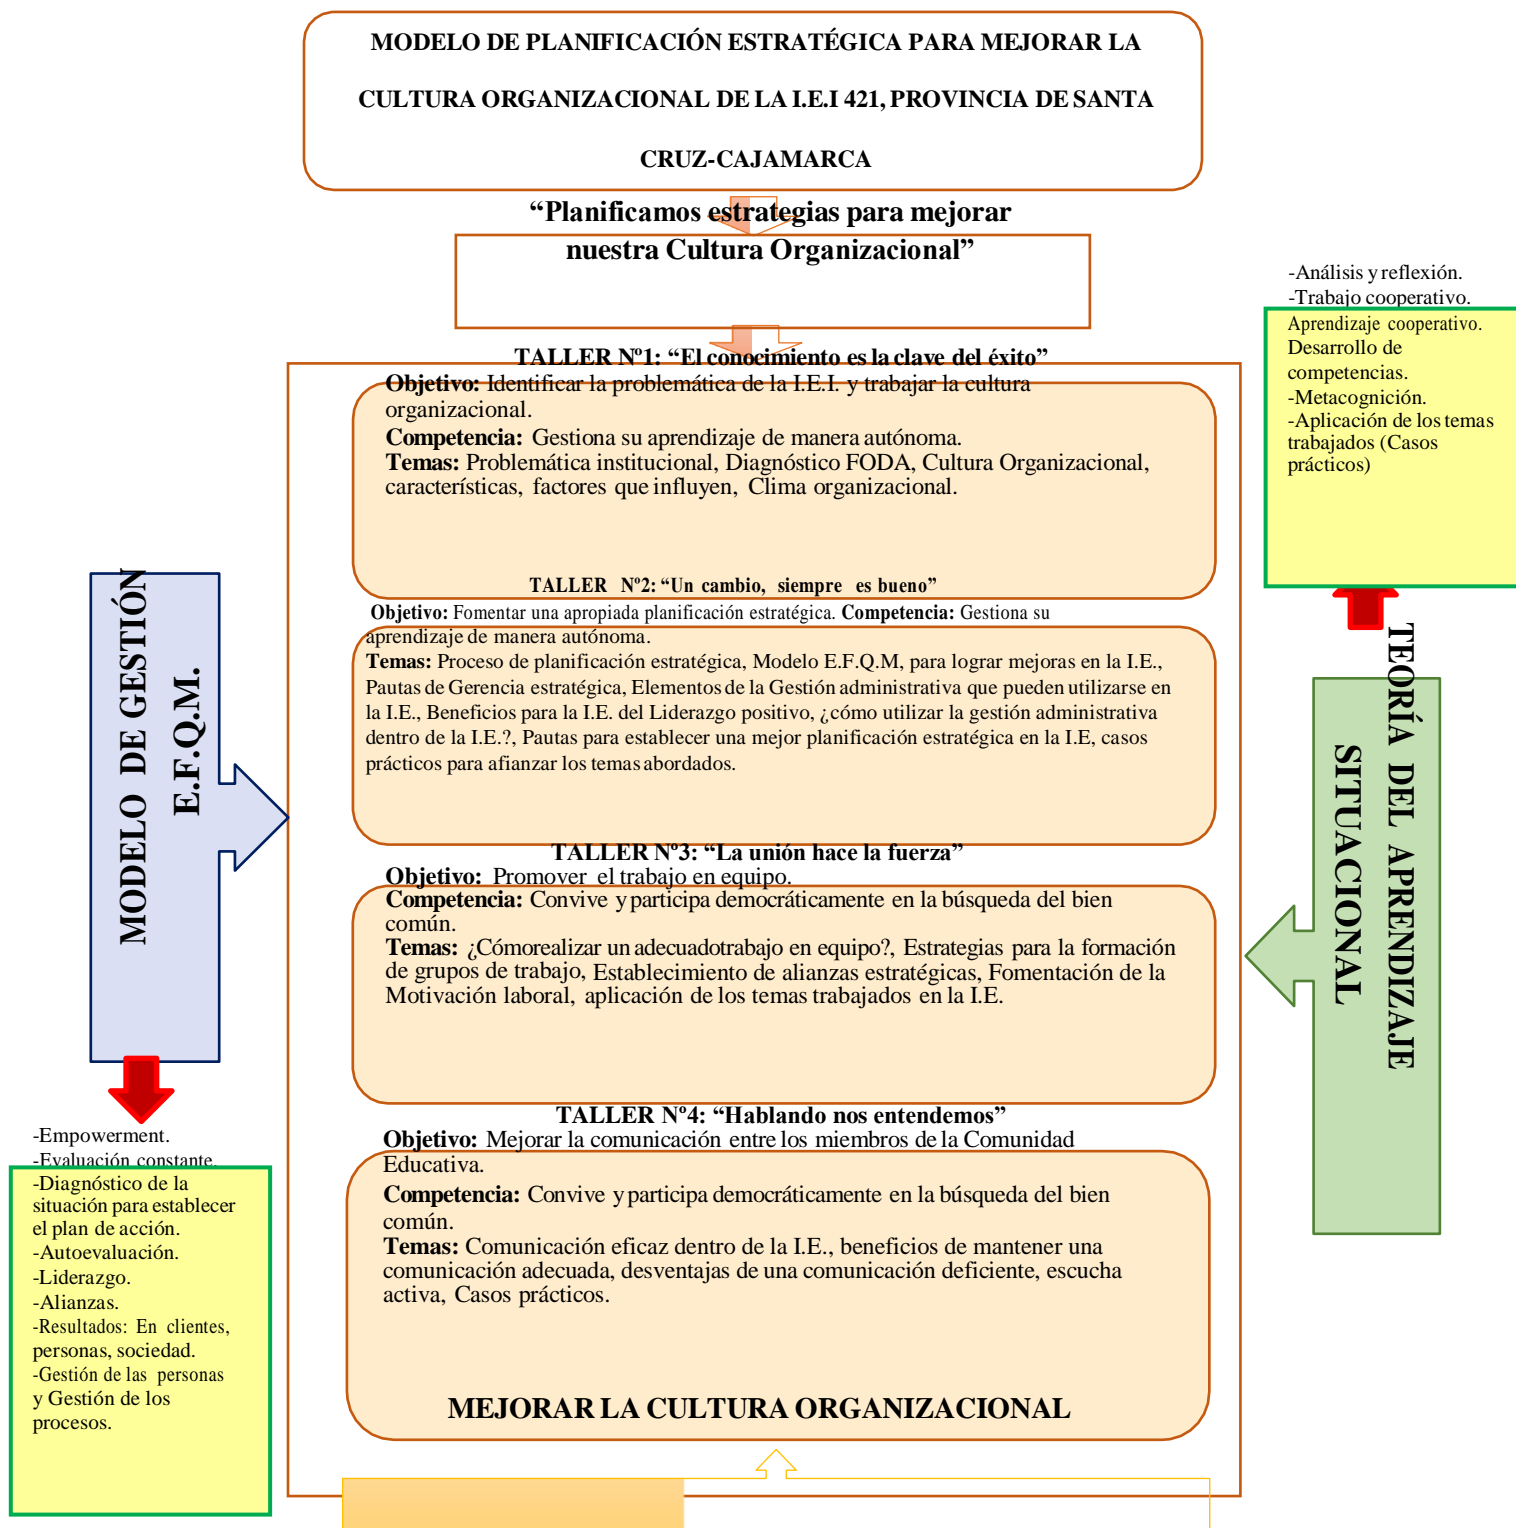 MODELO DE PLANIFICACIÓN ESTRATÉGICA PARA MEJORAR LA
CULTURA ORGANIZACIONAL DE LA I.E.I 421, PROVINCIA DE SANTA
CRUZ-CAJAMARCA
“Planificamos estrategias para mejorar
nuestra Cultura Organizacional”
TALLER Nº1: “El conocimiento es la clave del éxito”
Objetivo: Identificar la problemática de la I.E.I. y trabajar la cultura
organizacional.
Competencia: Gestiona su aprendizaje de manera autónoma.
Temas: Problemática institucional, Diagnóstico FODA, Cultura Organizacional,
características, factores que influyen, Clima organizacional.
TALLER Nº2: “Un cambio, siempre es bueno”
Objetivo: Fomentar una apropiada planificación estratégica. Competencia: Gestiona su
aprendizaje de manera autónoma.
Temas: Proceso de planificación estratégica, Modelo E.F.Q.M, para lograr mejoras en la I.E.,
Pautas de Gerencia estratégica, Elementos de la Gestión administrativa que pueden utilizarse en
la I.E., Beneficios para la I.E. del Liderazgo positivo, ¿cómo utilizar la gestión administrativa
dentro de la I.E.?, Pautas para establecer una mejor planificación estratégica en la I.E, casos
prácticos para afianzar los temas abordados.
TALLER Nº3: “La unión hace la fuerza”
Objetivo: Promover el trabajo en equipo.
Competencia: Convive y participa democráticamente en la búsqueda del bien
común.
Temas: ¿Cómorealizar un adecuadotrabajo en equipo?, Estrategias para la formación
de grupos de trabajo, Establecimiento de alianzas estratégicas, Fomentación de la
Motivación laboral, aplicación de los temas trabajados en la I.E.
TALLER Nº4: “Hablando nos entendemos”
Objetivo: Mejorar la comunicación entre los miembros de la Comunidad
Educativa.
Competencia: Convive y participa democráticamente en la búsqueda del bien
común.
Temas: Comunicación eficaz dentro de la I.E., beneficios de mantener una
comunicación adecuada, desventajas de una comunicación deficiente, escucha
activa, Casos prácticos.
MEJORAR LA CULTURA ORGANIZACIONAL
MODELO DE GESTIÓN
E.F.Q.M.
-Empowerment.
-Evaluación constante.
-Diagnóstico de la
situación para establecer
el plan de acción.
-Autoevaluación.
-Liderazgo.
-Alianzas.
-Resultados: En clientes,
personas, sociedad.
-Gestión de las personas
y Gestión de los
procesos.
-Análisis y reflexión.
-Trabajo cooperativo.
Aprendizaje cooperativo.
Desarrollo de
competencias.
-Metacognición.
-Aplicación de los temas
trabajados (Casos
prácticos)
TEORÍA DEL APRENDIZAJE
SITUACIONAL